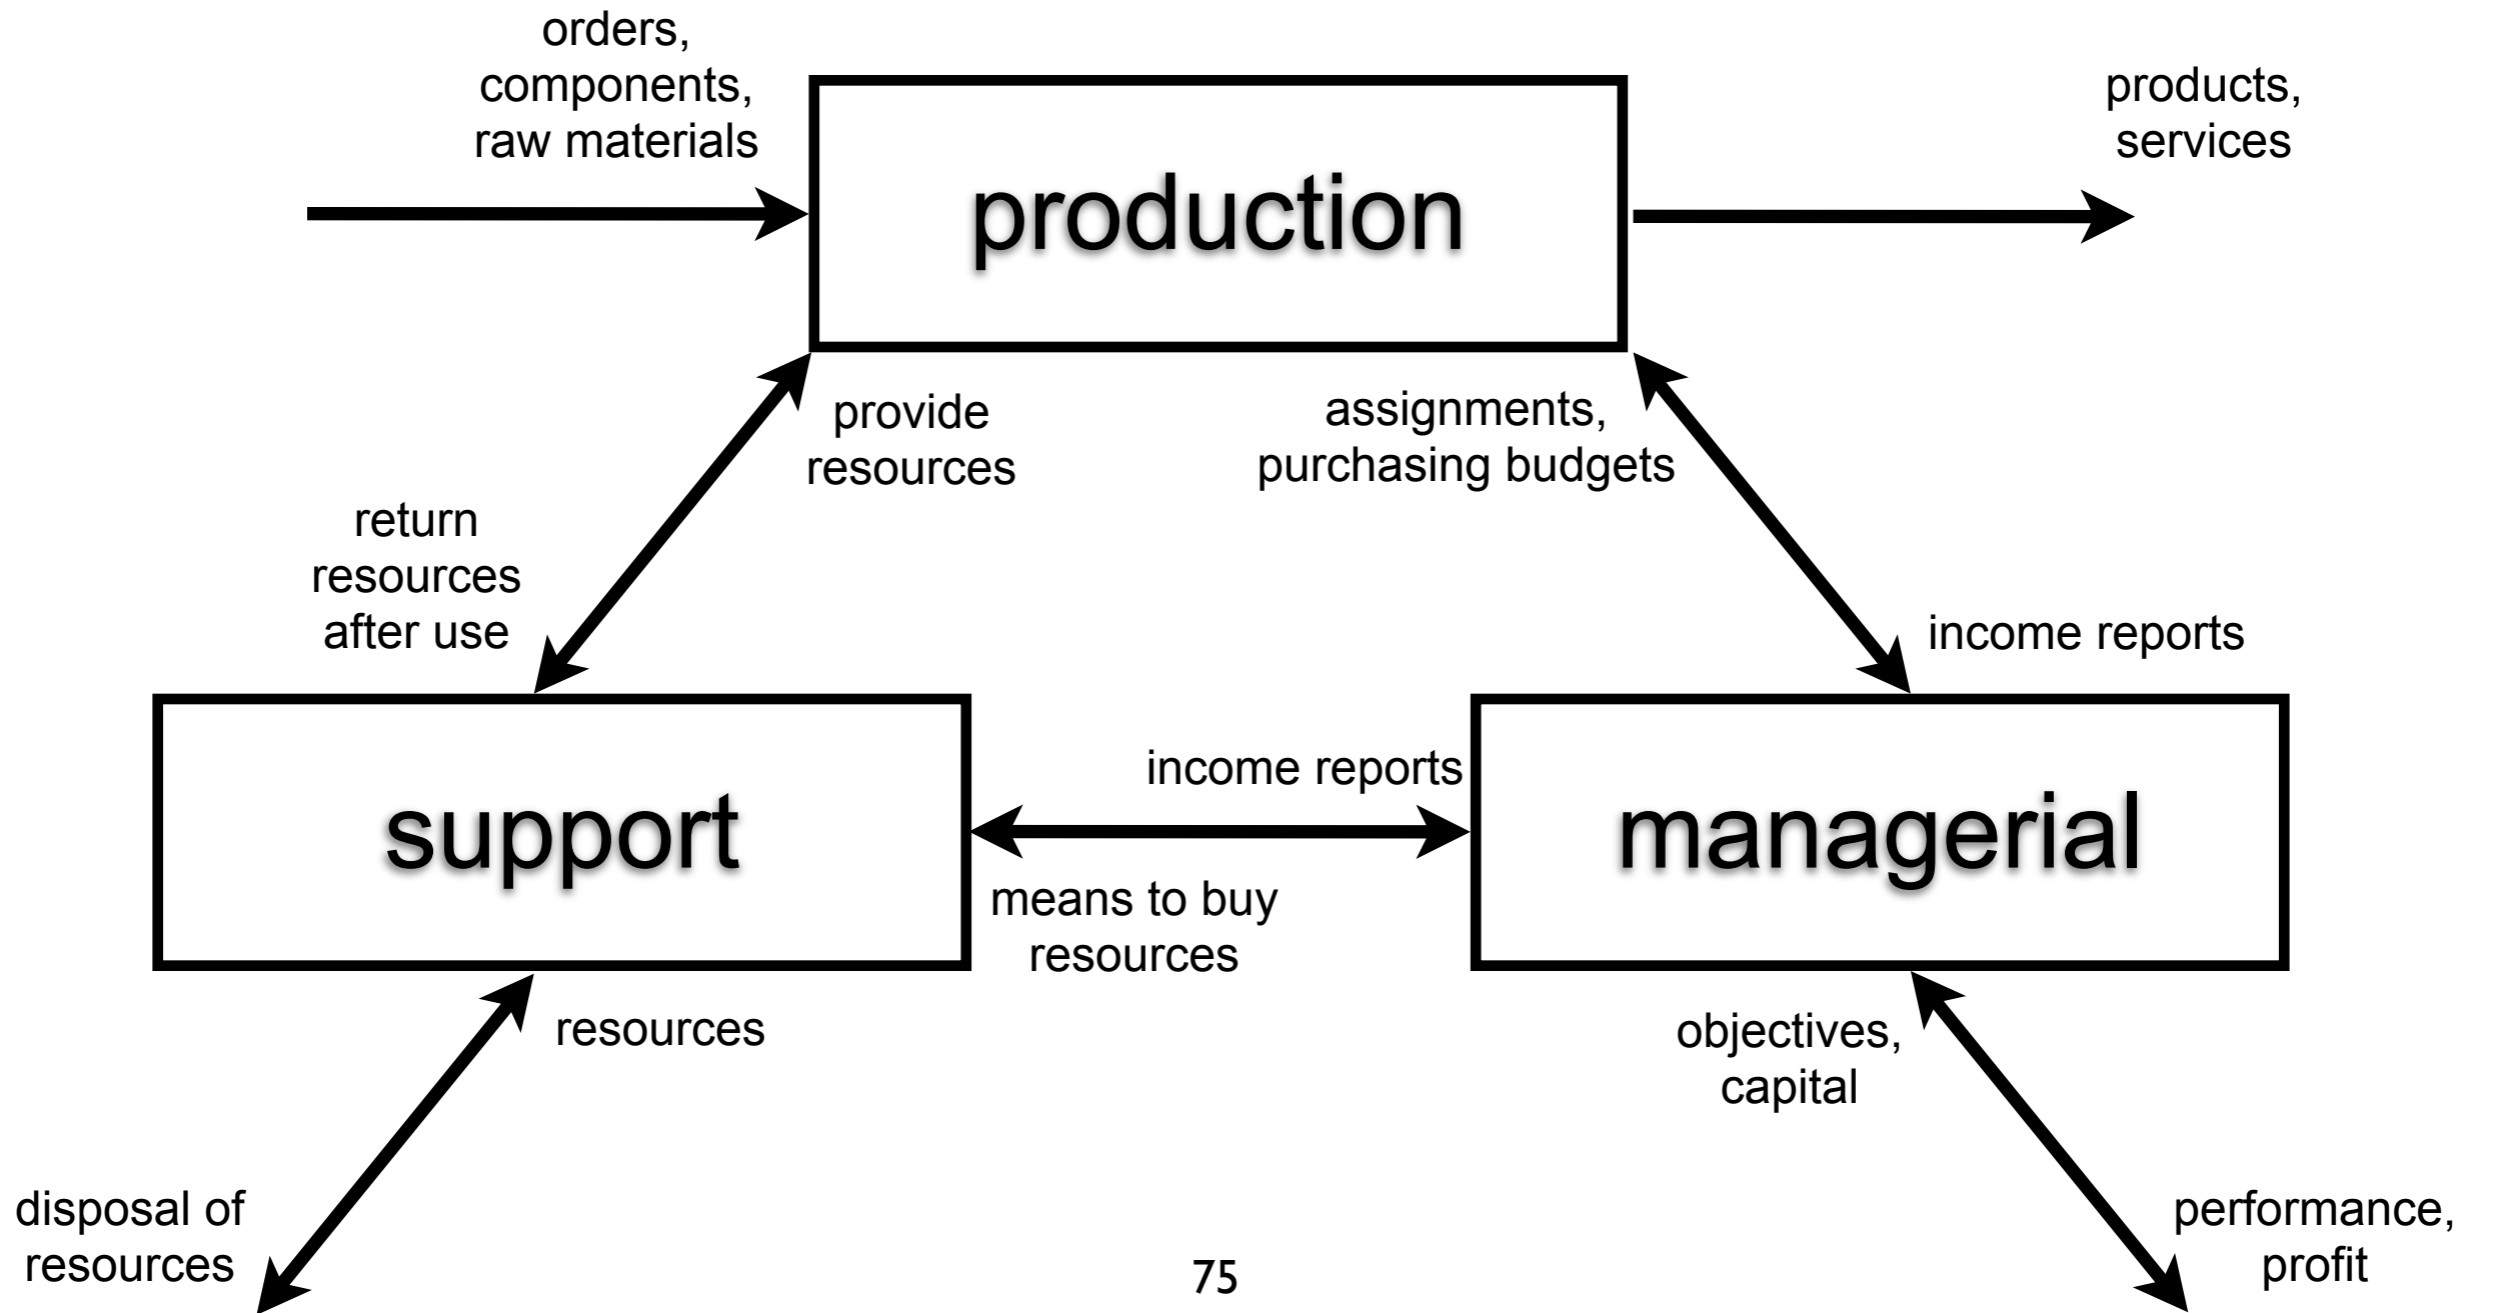 orders,
components,
raw materials
products,
services
production
provide
resources
assignments,
purchasing budgets
return
resources
after use
income reports
income reports
support
managerial
means to buy
resources
resources
objectives,
capital
disposal of
resources
performance,
profit
75